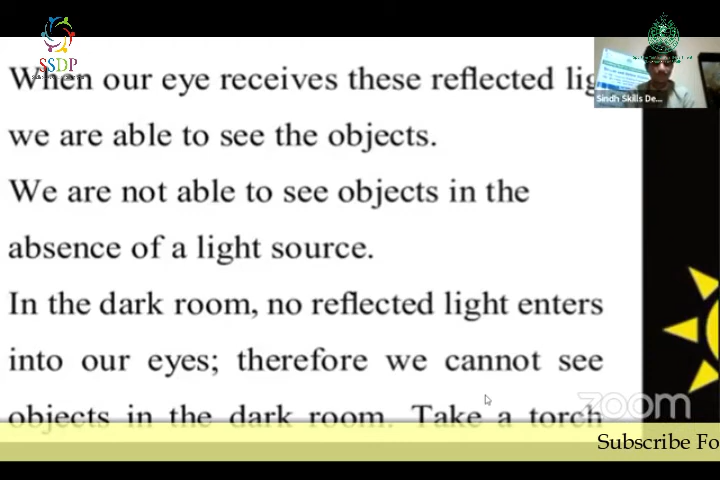 SSDP
When our eye receives these reflected lig
we are able to see the objects.
We are not able to see objects in the
absence of a light source.
In the dark room, no reflected light enters
into our eyes; therefore we cannot see
objects in the dark room. Take a torch
Sindh Skills De...
zoom
Subscribe Fo